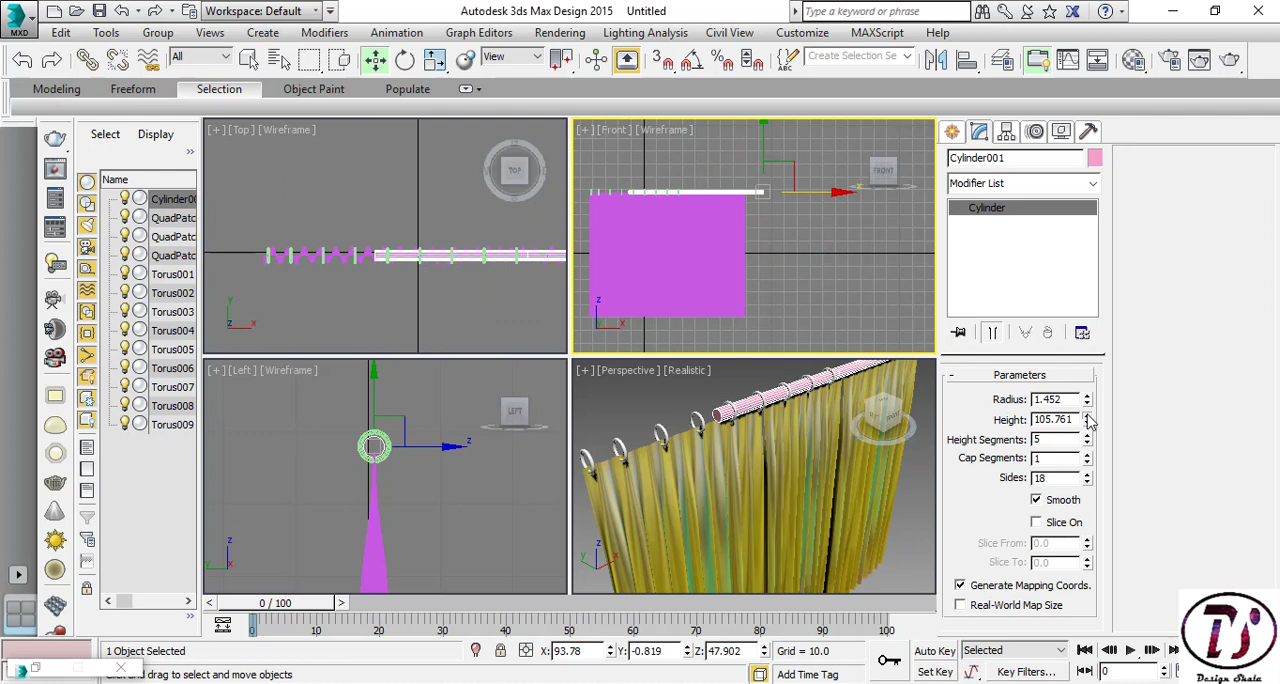 MXD
Workspace: Default
Autodesk 3ds Max Design 2015 Untitled
Type a keyword or phrase
Edit Tools Group Views Create Modifiers Animation Graph Editors Rendering Lighting Analysis Civil View Customize MAXScript Help
All
View
3
Create Selection Se
Modeling Freeform Selection Object Paint Populate
Select Display
Name
Cylinder00
QuadPatc
QuadPatc
QuadPatc
Torus001
Torus002
Torus003
Torus004
Torus005
Torus006
Torus007
Torus008
Torus009
[+] [Top] [Wireframe]
TOP
y
z x
[+] [Front] [Wireframe]
FRONT
z
x
[+] [Left] [Wireframe]
LEFT
z
z
y
[+] [Perspective] [Realistic]
z
x
Cylinder001
Modifier List
Cylinder
Parameters
Radius: 1.452
Height: 105.761
Height Segments: 5
Cap Segments: 1
Sides: 18
Smooth
Slice On
Slice From: 0.0
Slice To: 0.0
Generate Mapping Coords.
Real-World Map Size
0 / 100
0 10 20 30 40 50 60 70 80 90 100
1 Object Selected
X: 93.78 Y: -0.819 Z: 47.902 Grid = 10.0
Auto Key Selected
Click and drag to select and move objects
Add Time Tag
Set Key Key Filters... 0
Design Skate